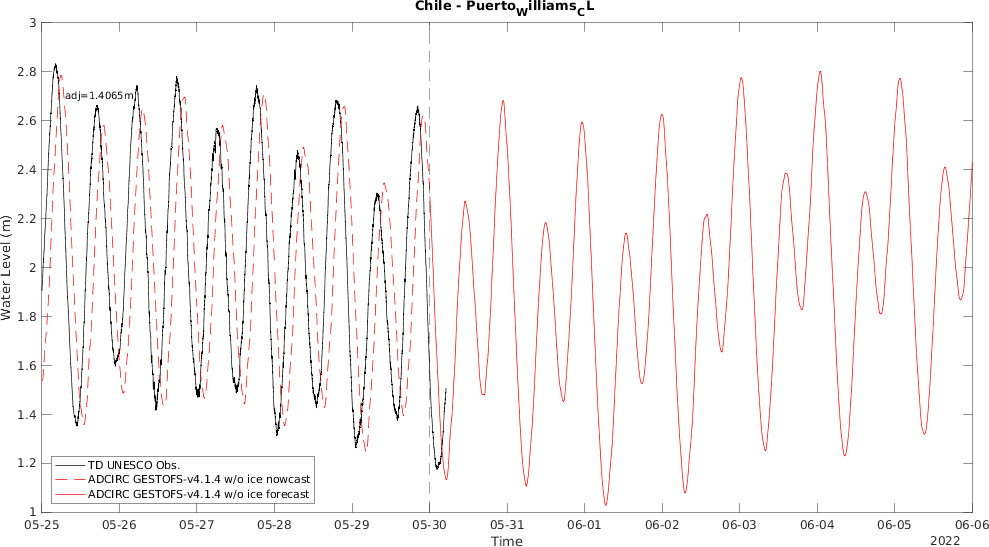 Chile - PuertoWilliamsCL
3
2.8
2.6
2.4
2.2
2
1.8
1.6
1.4
1.2
1
Water Level (m)
adj=1.4065m
TD UNESCO Obs.
ADCIRC GESTOFS-v4.1.4 w/o ice nowcast
ADCIRC GESTOFS-v4.1.4 w/o ice forecast
05-25 05-26 05-27 05-28 05-29 05-30 05-31 06-01 06-02 06-03 06-04 06-05 06-06
Time
2022